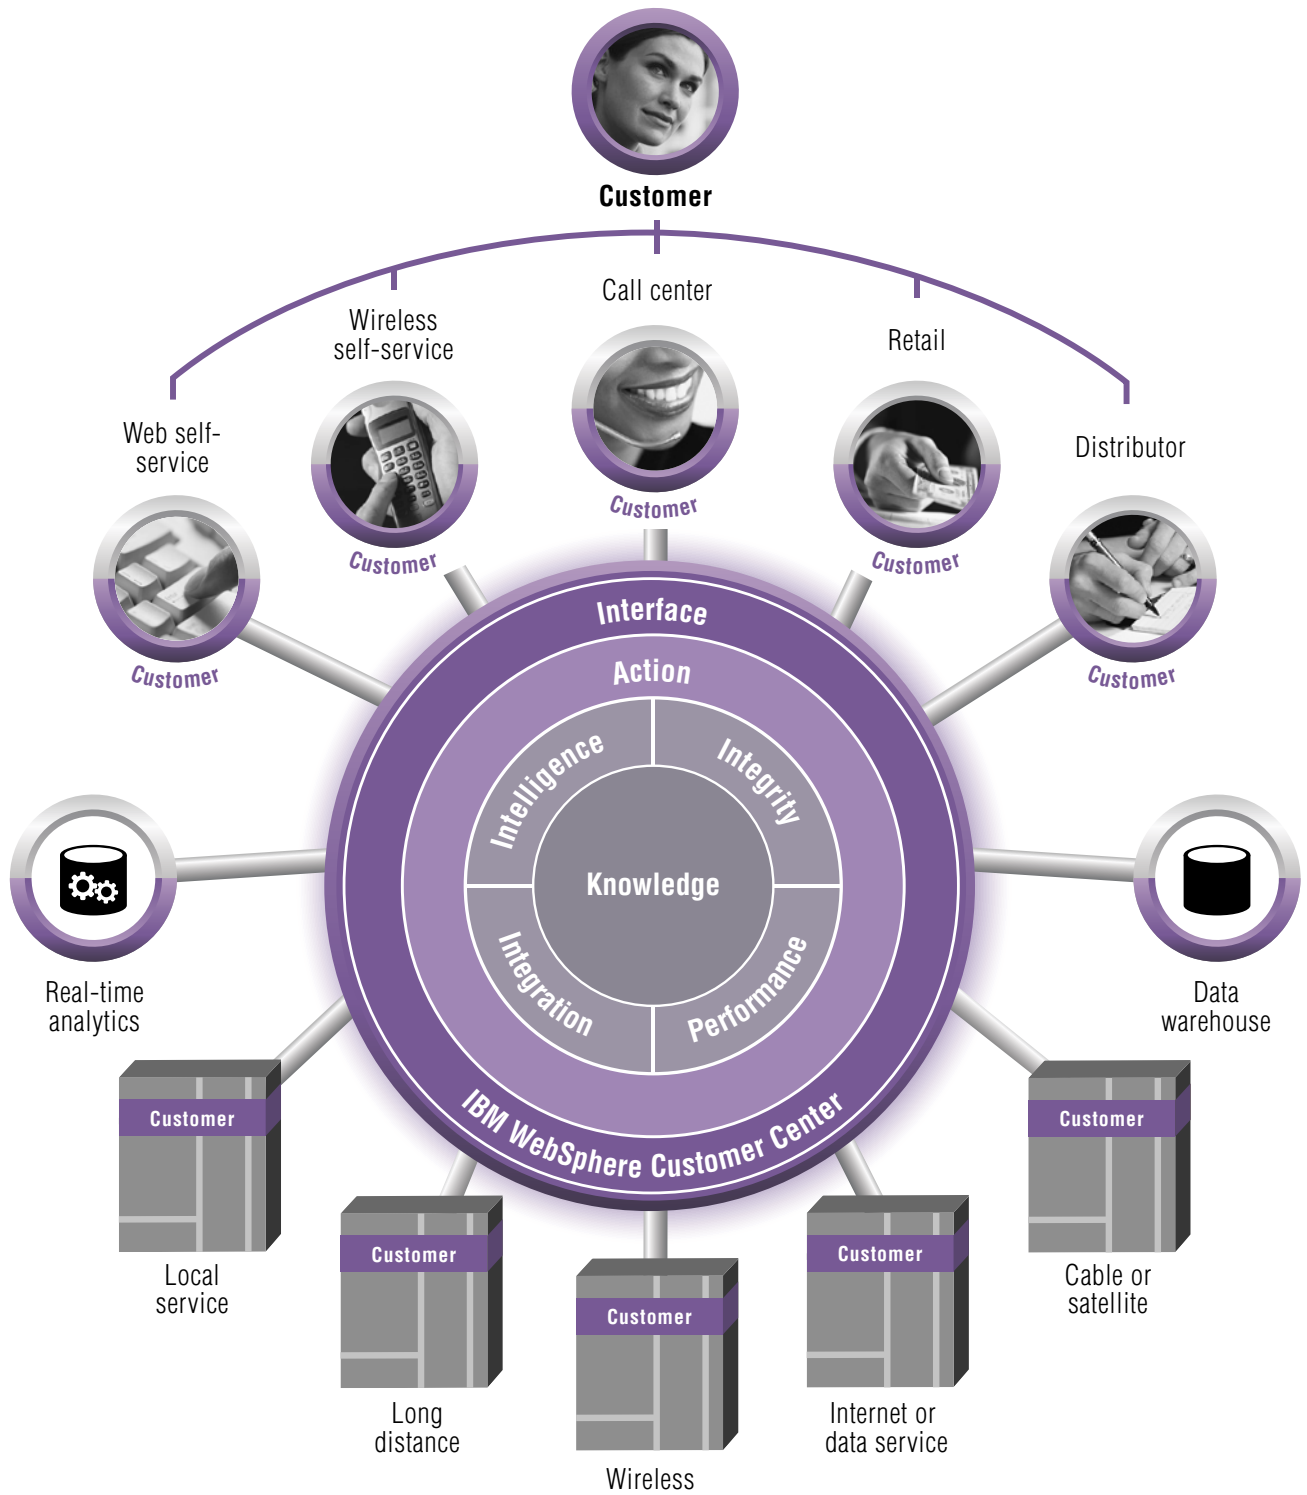 Customer
Call center
Wireless
self-service
Retail
Web self-
service
Distributor
Customer
Customer
Customer
Customer
Customer
Interface
Action
Intelligence
Integrity
Knowledge
Integration
Performance
IBM WebSphere Customer Center
Real-time
analytics
Data
warehouse
Customer
Local
service
Customer
Long
distance
Customer
Wireless
Customer
Internet or
data service
Customer
Cable or
satellite